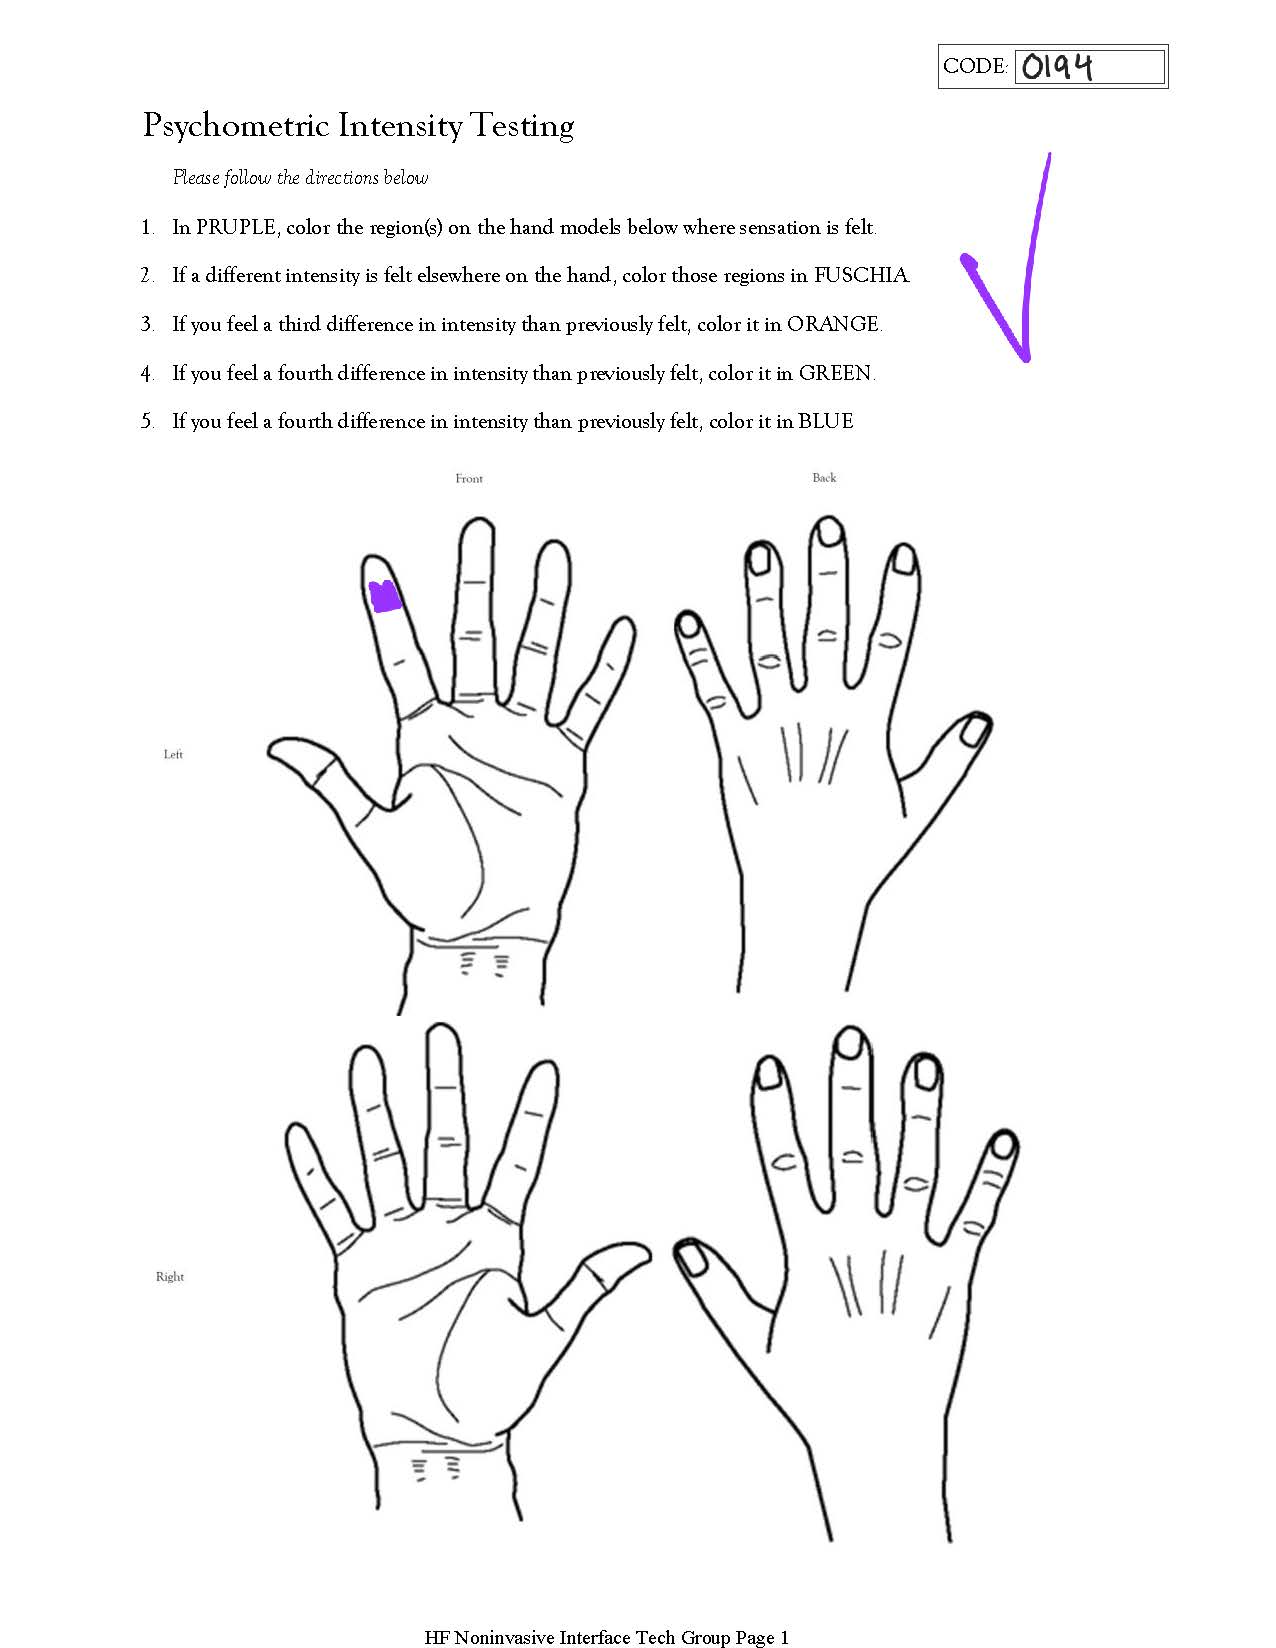 CODE: 0194
Psychometric Intensity Testing
Please follow the directions below
1. In PRUPLE, color the region(s) on the hand models below where sensation is felt.
2. If a different intensity is felt elsewhere on the hand, color those regions in FUSCHIA.
3. If you feel a third difference in intensity than previously felt, color it in ORANGE.
4. If you feel a fourth difference in intensity than previously felt, color it in GREEN.
5. If you feel a fourth difference in intensity than previously felt, color it in BLUE
Front Back
Left
Right
HF Noninvasive Interface Tech Group Page 1